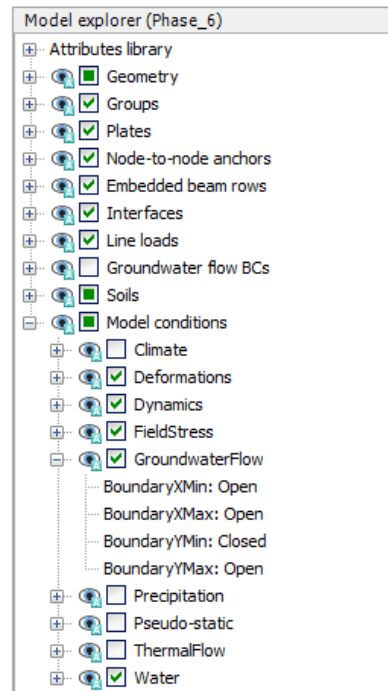 Model explorer (Phase_6)
Attributes library
Geometry
Groups
Plates
Node-to-node anchors
Embedded beam rows
Interfaces
Line loads
Groundwater flow BCs
Soils
Model conditions
Climate
Deformations
Dynamics
FieldStress
GroundwaterFlow
BoundaryXMin: Open
BoundaryXMax: Open
BoundaryYMin: Closed
BoundaryYMax: Open
Precipitation
Pseudo-static
ThermalFlow
Water